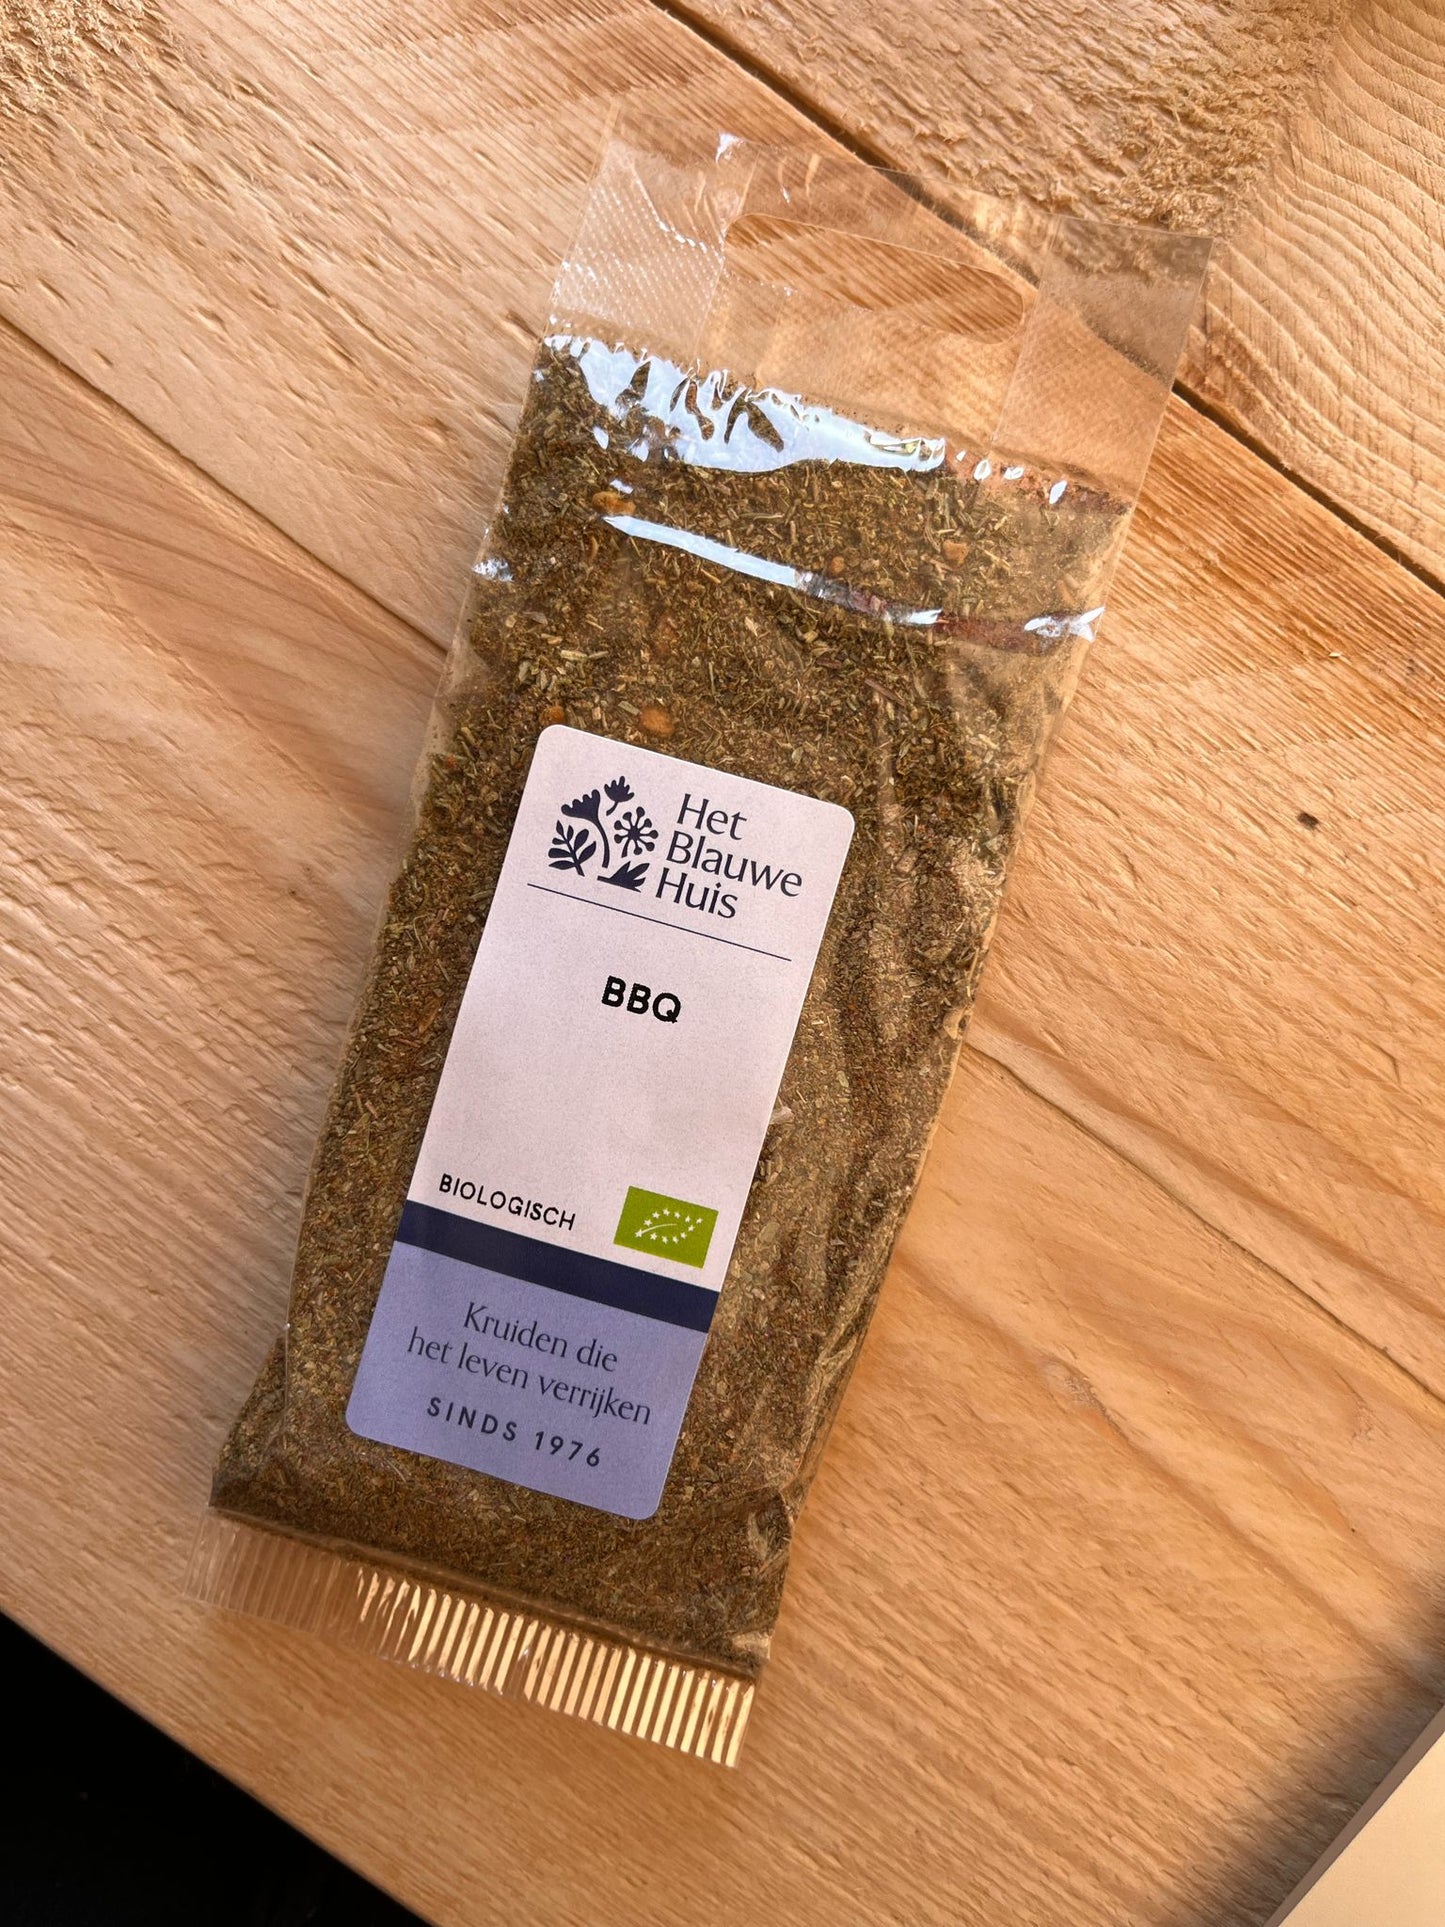 Het
Blauwe
Huis
BBQ
BIOLOGISCH
Kruiden die
het leven verrijken
SINDS 1976